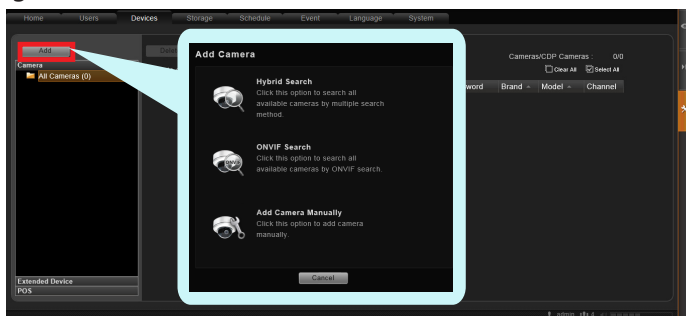 Home Users Devices Storage Schedule Event Language System
Add
Camera
All Cameras (0)
Add Camera
Hybrid Search
Click this option to search all
available cameras by multiple search
method.
ONVIF Search
Click this option to search all
available cameras by ONVIF search.
Add Camera Manually
Click this option to add camera
manually.
Cancel
Cameras/CDP Cameras : 0/0
Clear All Select All
Brand Model Channel
Extended Device
POS
admin